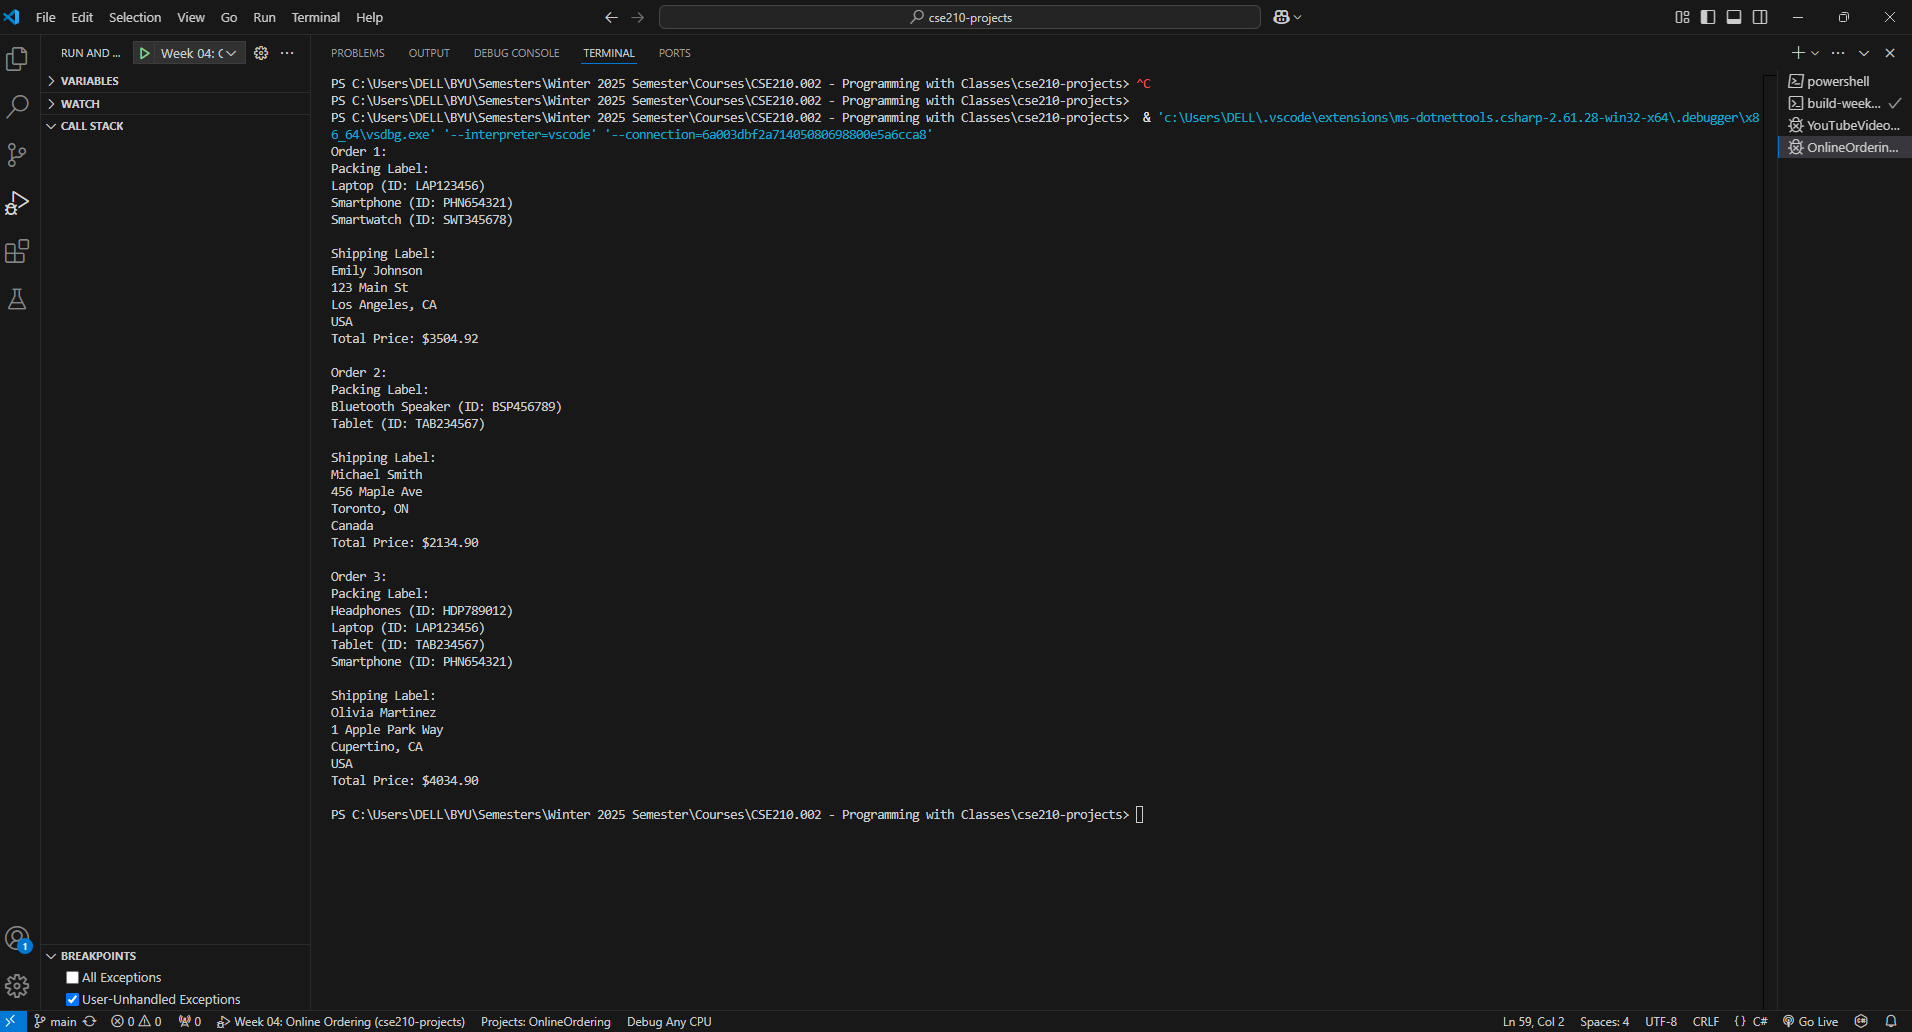 File Edit Selection View Go Run Terminal Help
cse210-projects
RUN AND ...
Week 04: C
VARIABLES
WATCH
CALL STACK
PROBLEMS OUTPUT DEBUG CONSOLE TERMINAL PORTS
PS C:\Users\DELL\BYU\Semesters\Winter 2025 Semester\Courses\CSE210.002 - Programming with Classes\cse210-projects> ^C
PS C:\Users\DELL\BYU\Semesters\Winter 2025 Semester\Courses\CSE210.002 - Programming with Classes\cse210-projects>
PS C:\Users\DELL\BYU\Semesters\Winter 2025 Semester\Courses\CSE210.002 - Programming with Classes\cse210-projects>  & 'c:\Users\DELL\.vscode\extensions\ms-dotnettools.csharp-2.61.28-win32-x64\.debugger\x8
6_64\vsdbg.exe' '--interpreter=vscode' '--connection=6a003dbf2a71405080698800e5a6cca8'
Order 1:
Packing Label:
Laptop (ID: LAP123456)
Smartphone (ID: PHN654321)
Smartwatch (ID: SWT345678)
Shipping Label:
Emily Johnson
123 Main St
Los Angeles, CA
USA
Total Price: $3504.92
Order 2:
Packing Label:
Bluetooth Speaker (ID: BSP456789)
Tablet (ID: TAB234567)
Shipping Label:
Michael Smith
456 Maple Ave
Toronto, ON
Canada
Total Price: $2134.90
Order 3:
Packing Label:
Headphones (ID: HDP789012)
Laptop (ID: LAP123456)
Tablet (ID: TAB234567)
Smartphone (ID: PHN654321)
Shipping Label:
Olivia Martinez
1 Apple Park Way
Cupertino, CA
USA
Total Price: $4034.90
PS C:\Users\DELL\BYU\Semesters\Winter 2025 Semester\Courses\CSE210.002 - Programming with Classes\cse210-projects>
powershell
build-week...
YouTubeVideo...
OnlineOrderin...
1
BREAKPOINTS
All Exceptions
User-Unhandled Exceptions
main 0 0 0 Week 04: Online Ordering (cse210-projects) Projects: OnlineOrdering Debug Any CPU
Ln 59, Col 2 Spaces: 4 UTF-8 CRLF {} C# Go Live